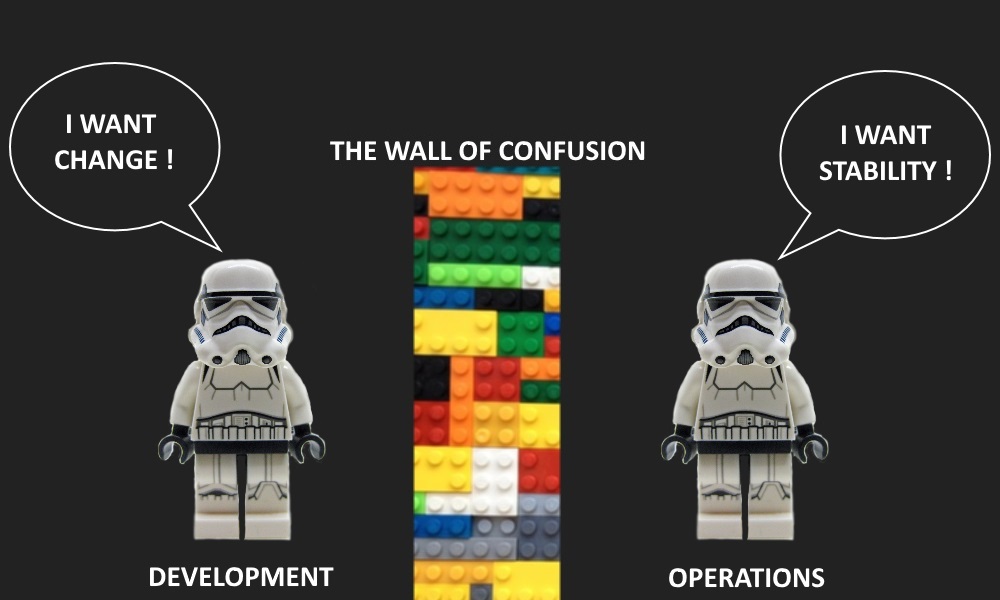 I WANT
CHANGE !
THE WALL OF CONFUSION
I WANT
STABILITY !
DEVELOPMENT
OPERATIONS